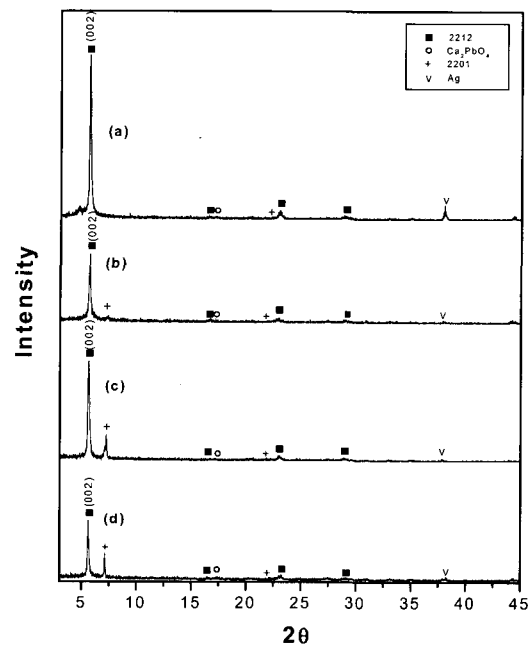 2212
Ca₂PbO₄
2201
Ag
(002)
(a)
(002)
(b)
(002)
(c)
(002)
(d)
Intensity
5 10 15 20 25 30 35 40 45
2θ